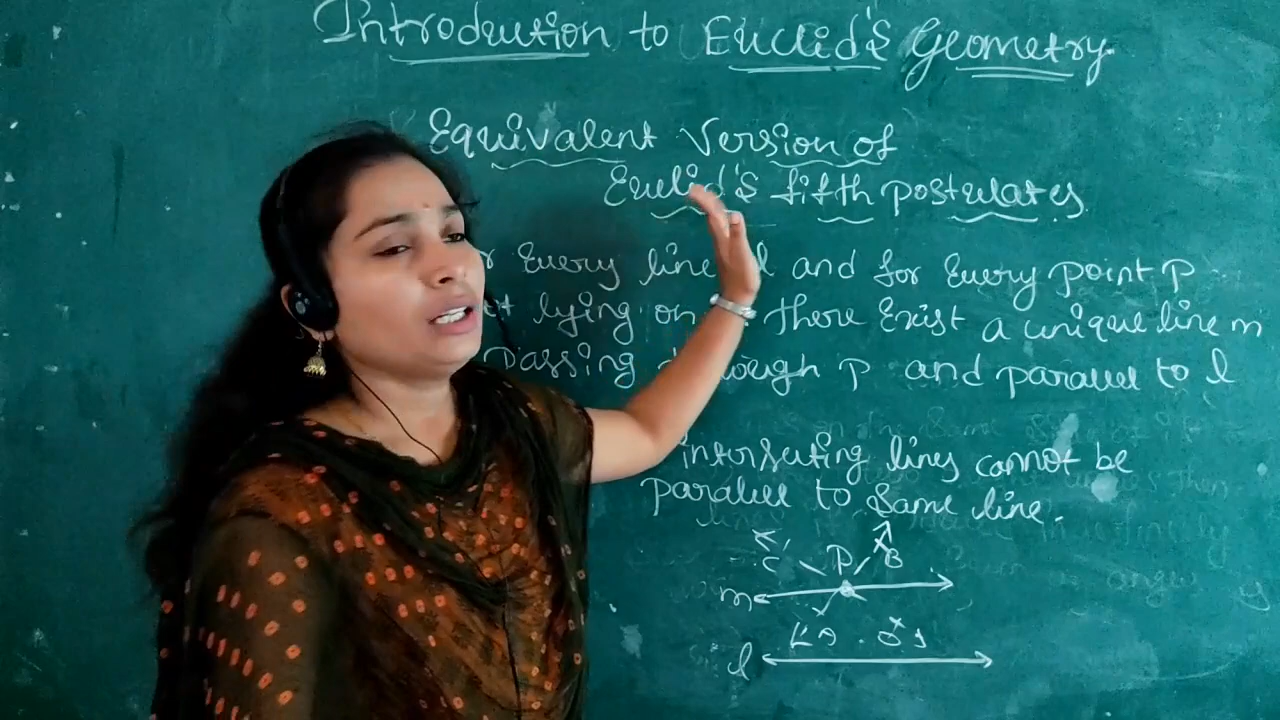 Introdcution to Euclid's Geometry
Equivalent Version of
Euclid's fifth postulates
r Every line l and for Every point P
t lying on there Exist a unique line m
Passing through P and parallel to l
intersecting lines cannot be
parallel to same line.
C P B
m
l